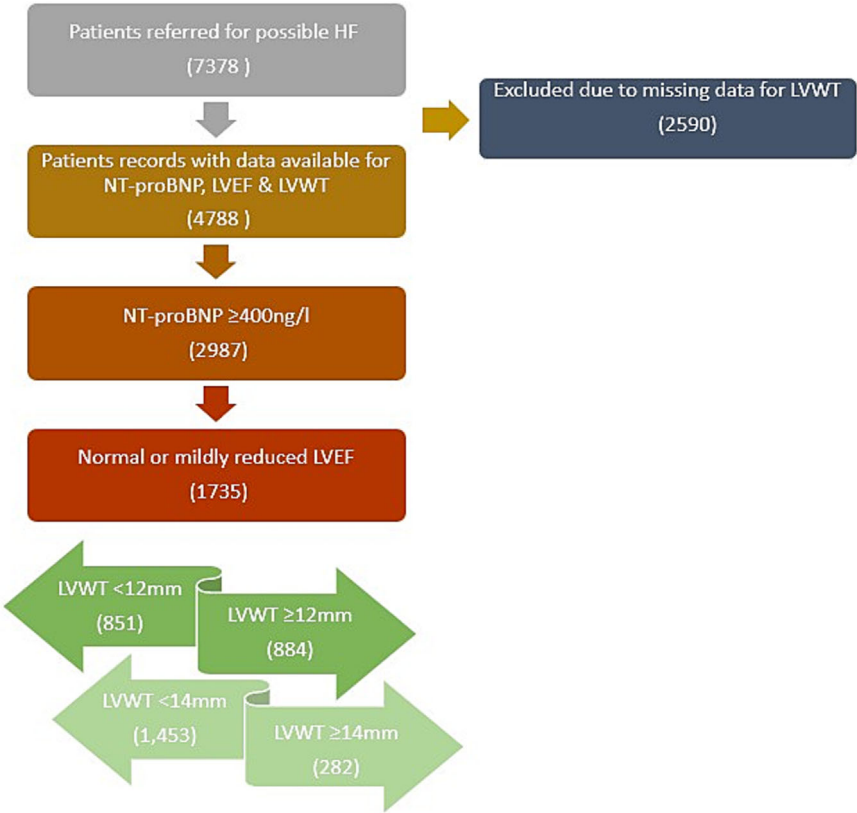 Patients referred for possible HF
(7378 )
Excluded due to missing data for LVWT
(2590)
Patients records with data available for
NT-proBNP, LVEF & LVWT
(4788 )
NT-proBNP ≥400ng/l
(2987)
Normal or mildly reduced LVEF
(1735)
LVWT <12mm
(851)
LVWT ≥12mm
(884)
LVWT <14mm
(1,453)
LVWT ≥14mm
(282)